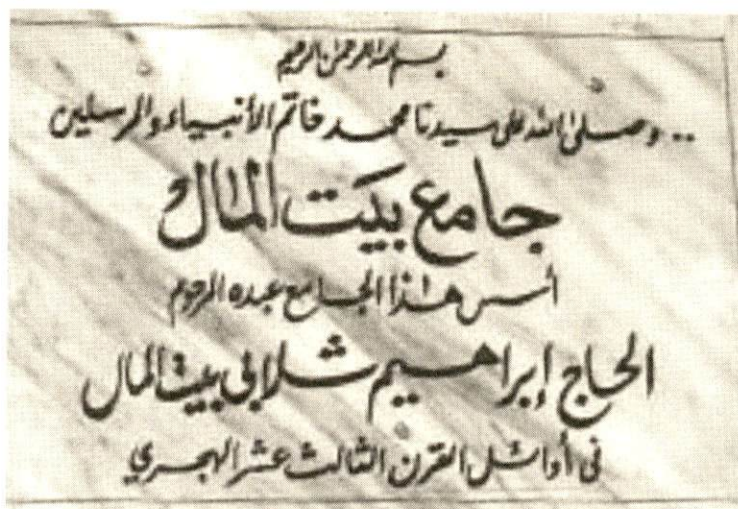 بسم الله الرحمن الرحيم
.. وصلى الله على سيدنا محمد خاتم الأنبياء والمرسلين
جامع بيَت المال
أسس هذا الجامع عبده المرحوم
الحاج إبراهيم شلابي بيت المال
في أوائل القرن الثالث عشر الهجري